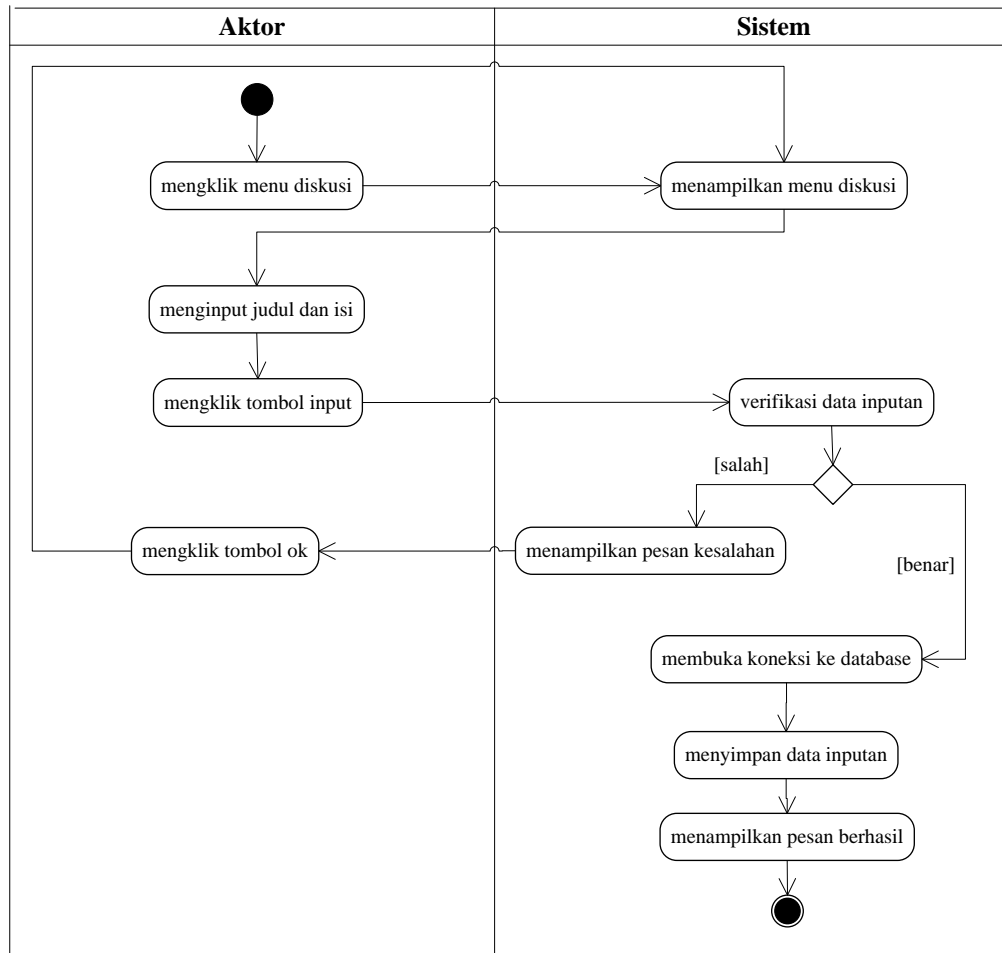 Aktor
Sistem
mengklik menu diskusi
menampilkan menu diskusi
menginput judul dan isi
mengklik tombol input
verifikasi data inputan
[salah]
mengklik tombol ok
menampilkan pesan kesalahan
[benar]
membuka koneksi ke database
menyimpan data inputan
menampilkan pesan berhasil